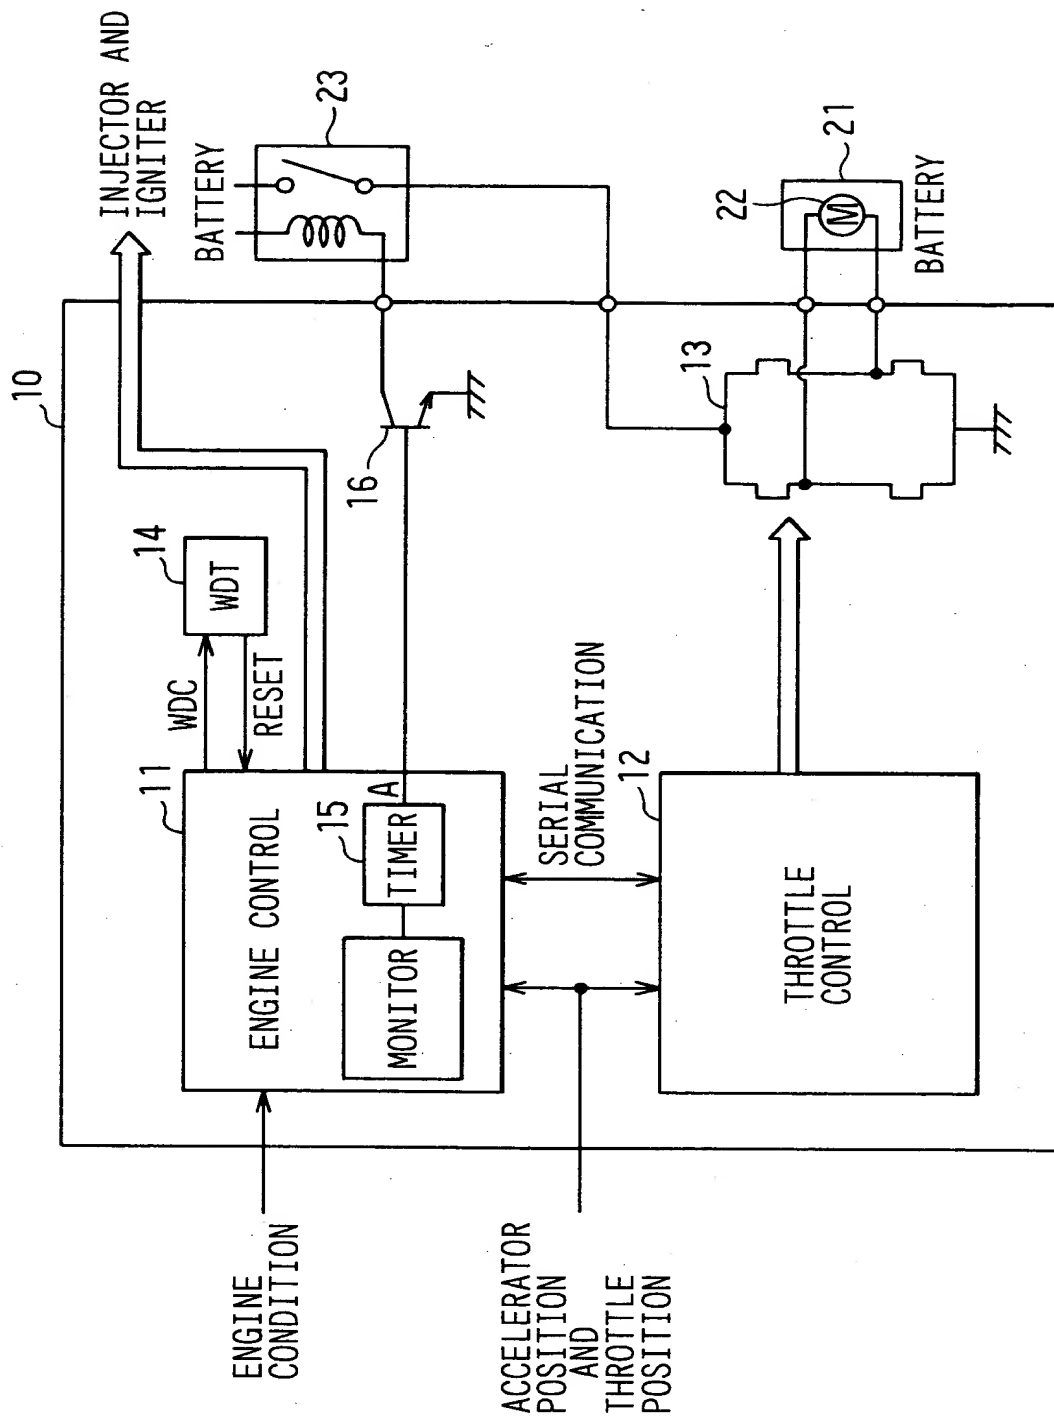 INJECTOR AND
IGNITER
10
11
WDC
14
WDT
RESET
BATTERY
23
ENGINE
CONDITION
ENGINE CONTROL
MONITOR
15
TIMER
A
16
ACCELERATOR
POSITION
AND
THROTTLE
POSITION
SERIAL
COMMUNICATION
12
THROTTLE
CONTROL
13
22
M
21
BATTERY